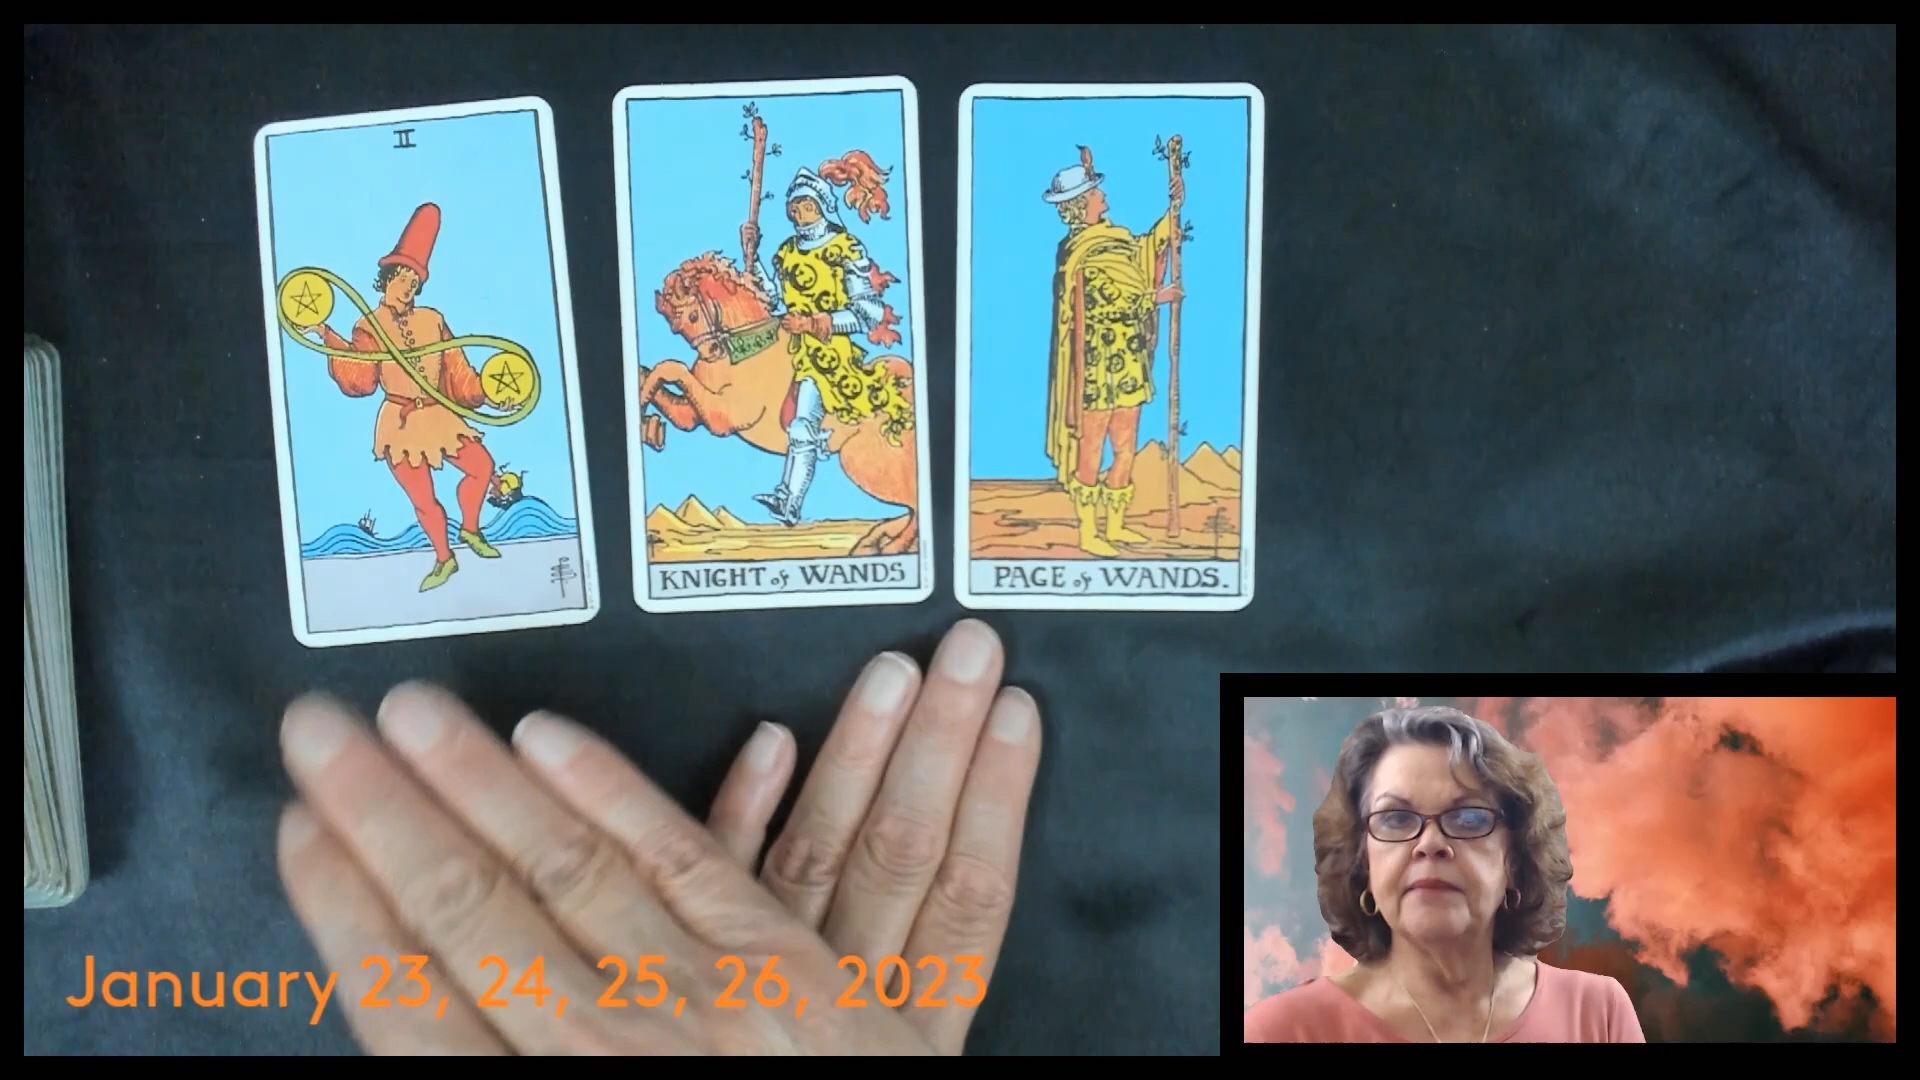 II
KNIGHT of WANDS
PAGE of WANDS.
January 23, 24, 25, 26, 2023